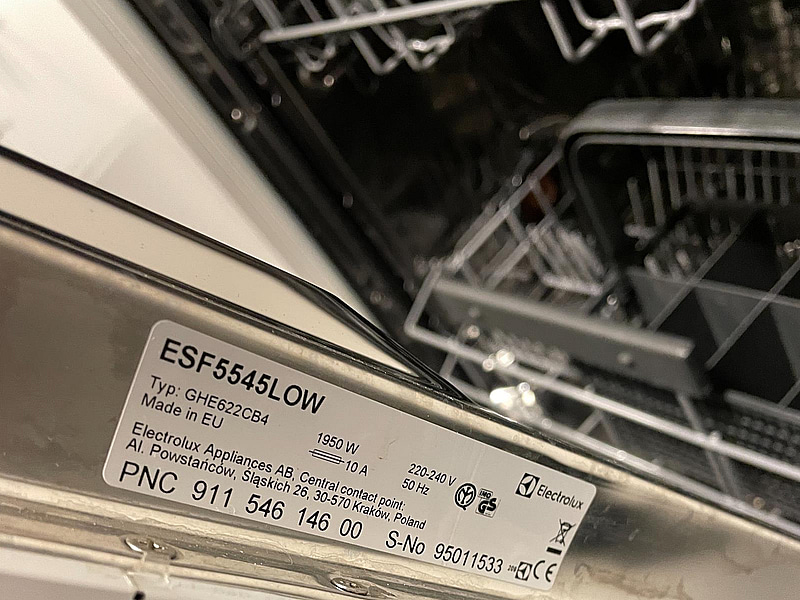 ESF5545LOW
Typ: GHE622CB4
Made in EU
1950 W
10 A
220-240 V
50 Hz
Electrolux
Electrolux Appliances AB, Central contact point:
Al. Powstańców, Śląskich 26, 30-570 Kraków, Poland
PNC 911 546 146 00 S-No 95011533
CE